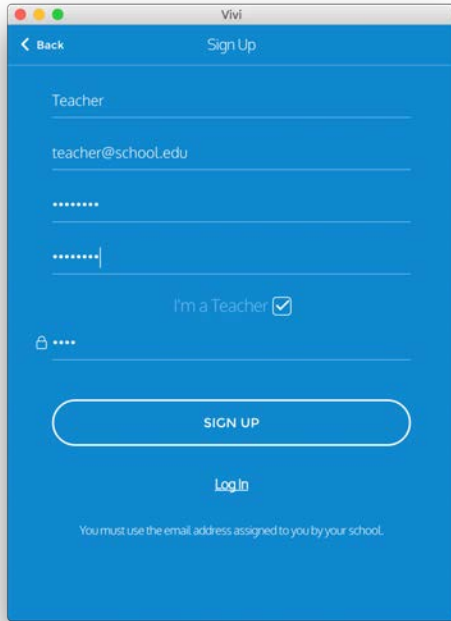 Vivi
Back
Sign Up
Teacher
teacher@school.edu
••••••••
••••••••
I'm a Teacher
••••
SIGN UP
Log In
You must use the email address assigned to you by your school.